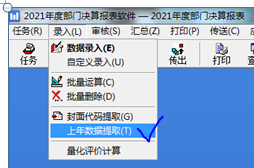 2021年度部门决算报表软件 — 2021年度部门决算报表
任务(R) 录入(L) 审核(S) 汇总(Z) 打印(P) 传送(
任务 传出 打印
数据录入(E)
自定义录入(U)
批量运算(C)
批量删除(D)
封面代码提取(G)
上年数据提取(T)
量化评价计算